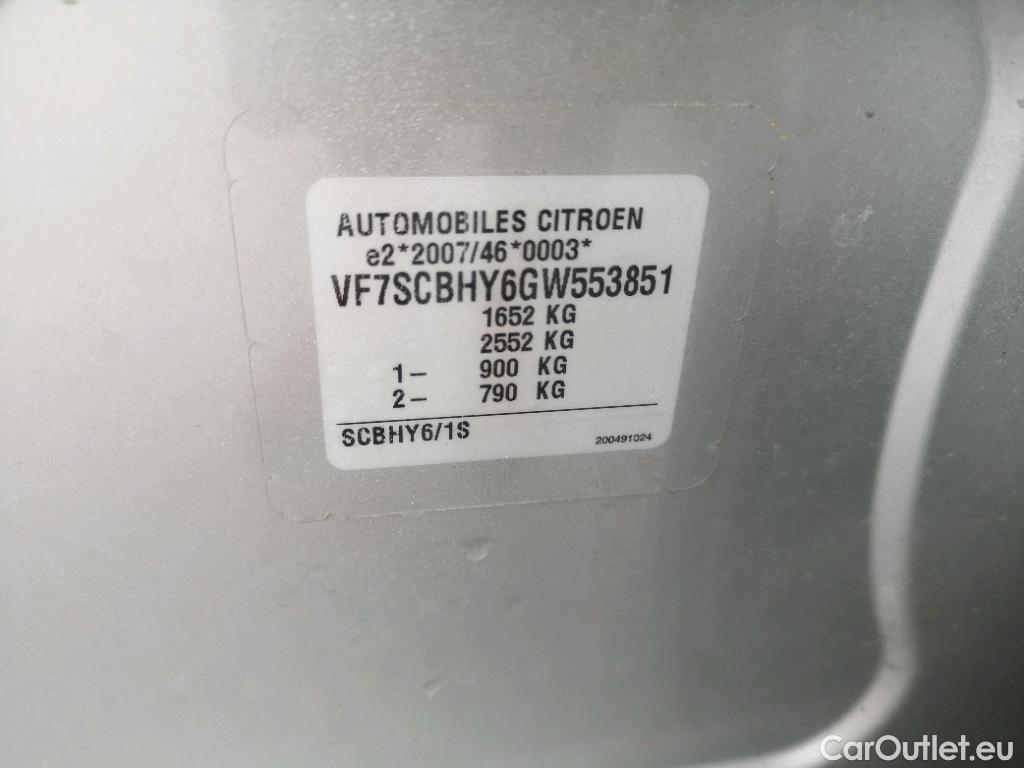 AUTOMOBILES CITROEN
e2*2007/46*0003*
VF7SCBHY6GW553851
1652 KG
2552 KG
1- 900 KG
2- 790 KG
SCBHY6/1S
200491024
CarOutlet.eu